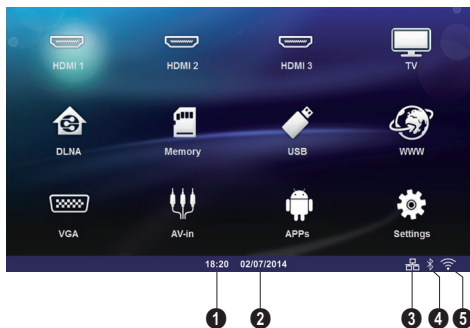 HDMI 1 HDMI 2 HDMI 3 TV
DLNA Memory USB WWW
VGA AV-in APPs Settings
18:20 02/07/2014
1 2 3 4 5